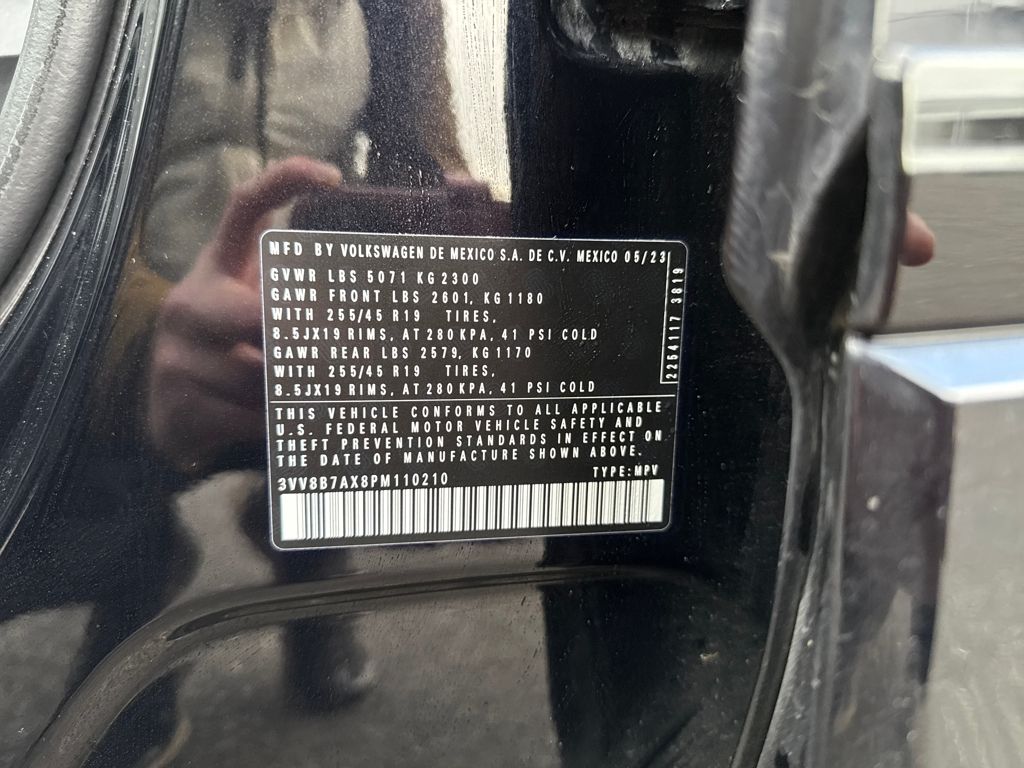 MFD BY VOLKSWAGEN DE MEXICO S.A. DE C.V. MEXICO 05/23
GVWR LBS 5071 KG 2300
GAWR FRONT LBS 2601, KG 1180
WITH 255/45 R19 TIRES,
8.5JX19 RIMS, AT 280 KPA, 41 PSI COLD
GAWR REAR LBS 2579, KG 1170
WITH 255/45 R19 TIRES,
8.5JX19 RIMS, AT 280 KPA, 41 PSI COLD
2254117 3819
THIS VEHICLE CONFORMS TO ALL APPLICABLE
U.S. FEDERAL MOTOR VEHICLE SAFETY AND
THEFT PREVENTION STANDARDS IN EFFECT ON
THE DATE OF MANUFACTURE SHOWN ABOVE.
3VV8B7AX8PM110210 TYPE: MPV